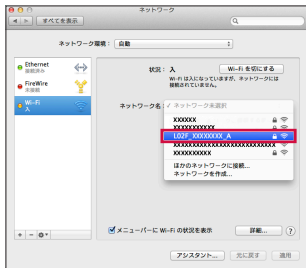 ネットワーク
すべてを表示
ネットワーク環境： 自動
Ethernet
接続済み
FireWire
未接続
Wi-Fi
入
状況： 入
Wi-Fi を切にする
Wi-Fi は入になっていますが、ネットワークには
接続されていません。
ネットワーク名：
✓ ネットワーク未選択
XXXXXX
XXXXXXXXXX
L02F_XXXXXXXX_A
XXXXXXXXXXXXXXXXXXXXXXXX
XXXXXXXXXX
ほかのネットワークに接続...
ネットワークを作成...
メニューバーに Wi-Fi の状況を表示
詳細...
?
アシスタント...
元に戻す
適用